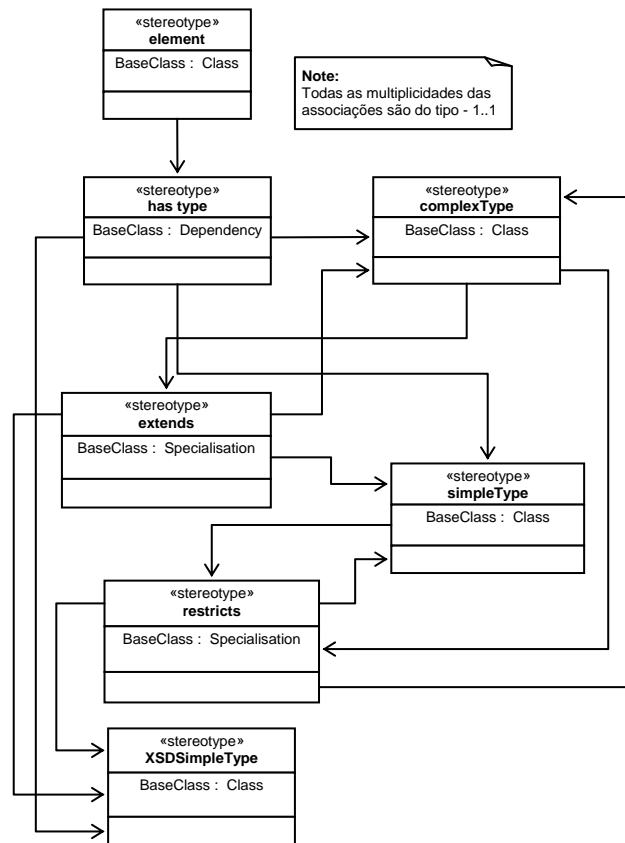 «stereotype»
element
BaseClass : Class
Note:
Todas as multiplicidades das
associações são do tipo - 1..1
«stereotype»
has type
BaseClass : Dependency
«stereotype»
complexType
BaseClass : Class
«stereotype»
extends
BaseClass : Specialisation
«stereotype»
simpleType
BaseClass : Class
«stereotype»
restricts
BaseClass : Specialisation
«stereotype»
XSDSimpleType
BaseClass : Class